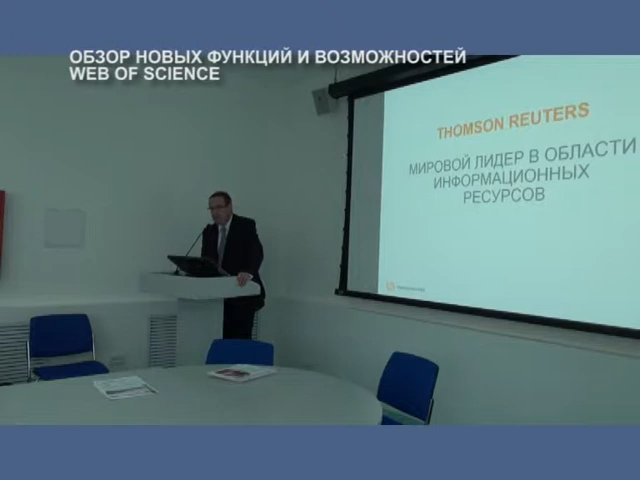 ОБЗОР НОВЫХ ФУНКЦИЙ И ВОЗМОЖНОСТЕЙ
WEB OF SCIENCE
THOMSON REUTERS
МИРОВОЙ ЛИДЕР В ОБЛАСТИ
ИНФОРМАЦИОННЫХ
РЕСУРСОВ